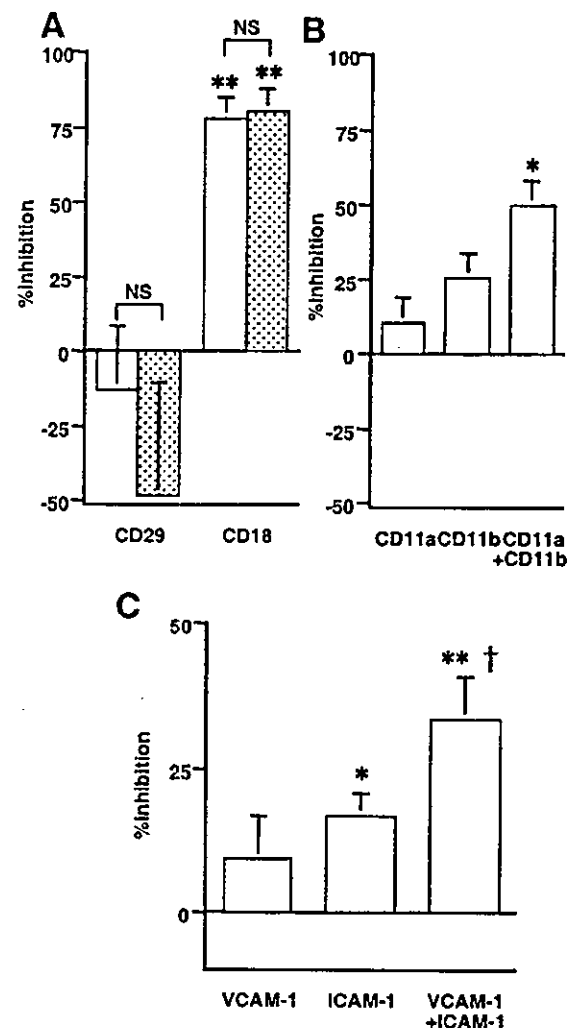 A
NS
B
100
** **
75
50
25
0
-25
-50
%Inhibition
NS
CD29 CD18
100
75
50
25
0
-25
-50
%Inhibition
*
CD11a CD11b CD11a
+CD11b
C
50
25
0
%Inhibition
*
** †
VCAM-1 ICAM-1 VCAM-1
+ICAM-1